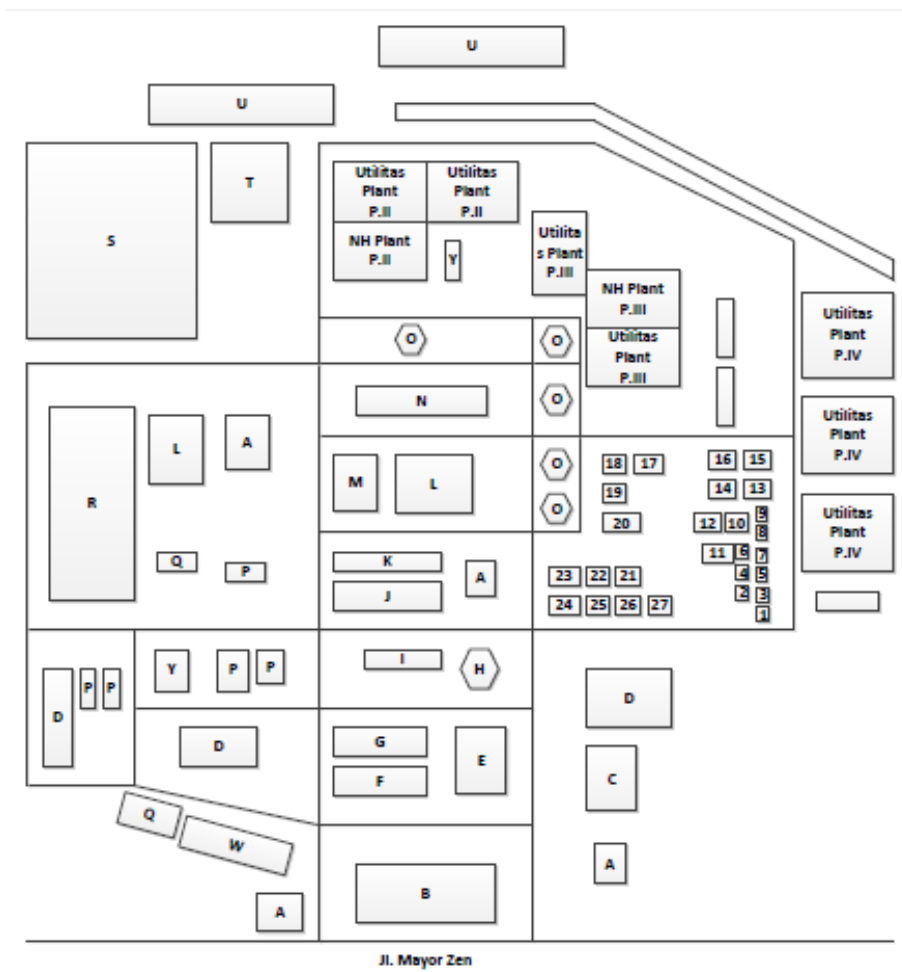 U
U
S
T
Utilitas
Plant
P.II
Utilitas
Plant
P.II
NH Plant
P.II
Y
Utilita
s Plant
P.III
NH Plant
P.III
Utilitas
Plant
P.III
Utilitas
Plant
P.IV
Utilitas
Plant
P.IV
Utilitas
Plant
P.IV
O
O
N
O
R
L
A
M
L
O
O
18
17
16
15
19
14
13
20
12
10
9
8
11
6
7
4
5
2
3
1
23
22
21
24
25
26
27
Q
P
K
J
A
Y
P
P
I
H
D
P
P
D
G
F
E
D
C
A
Q
W
A
B
Jl. Mayor Zen